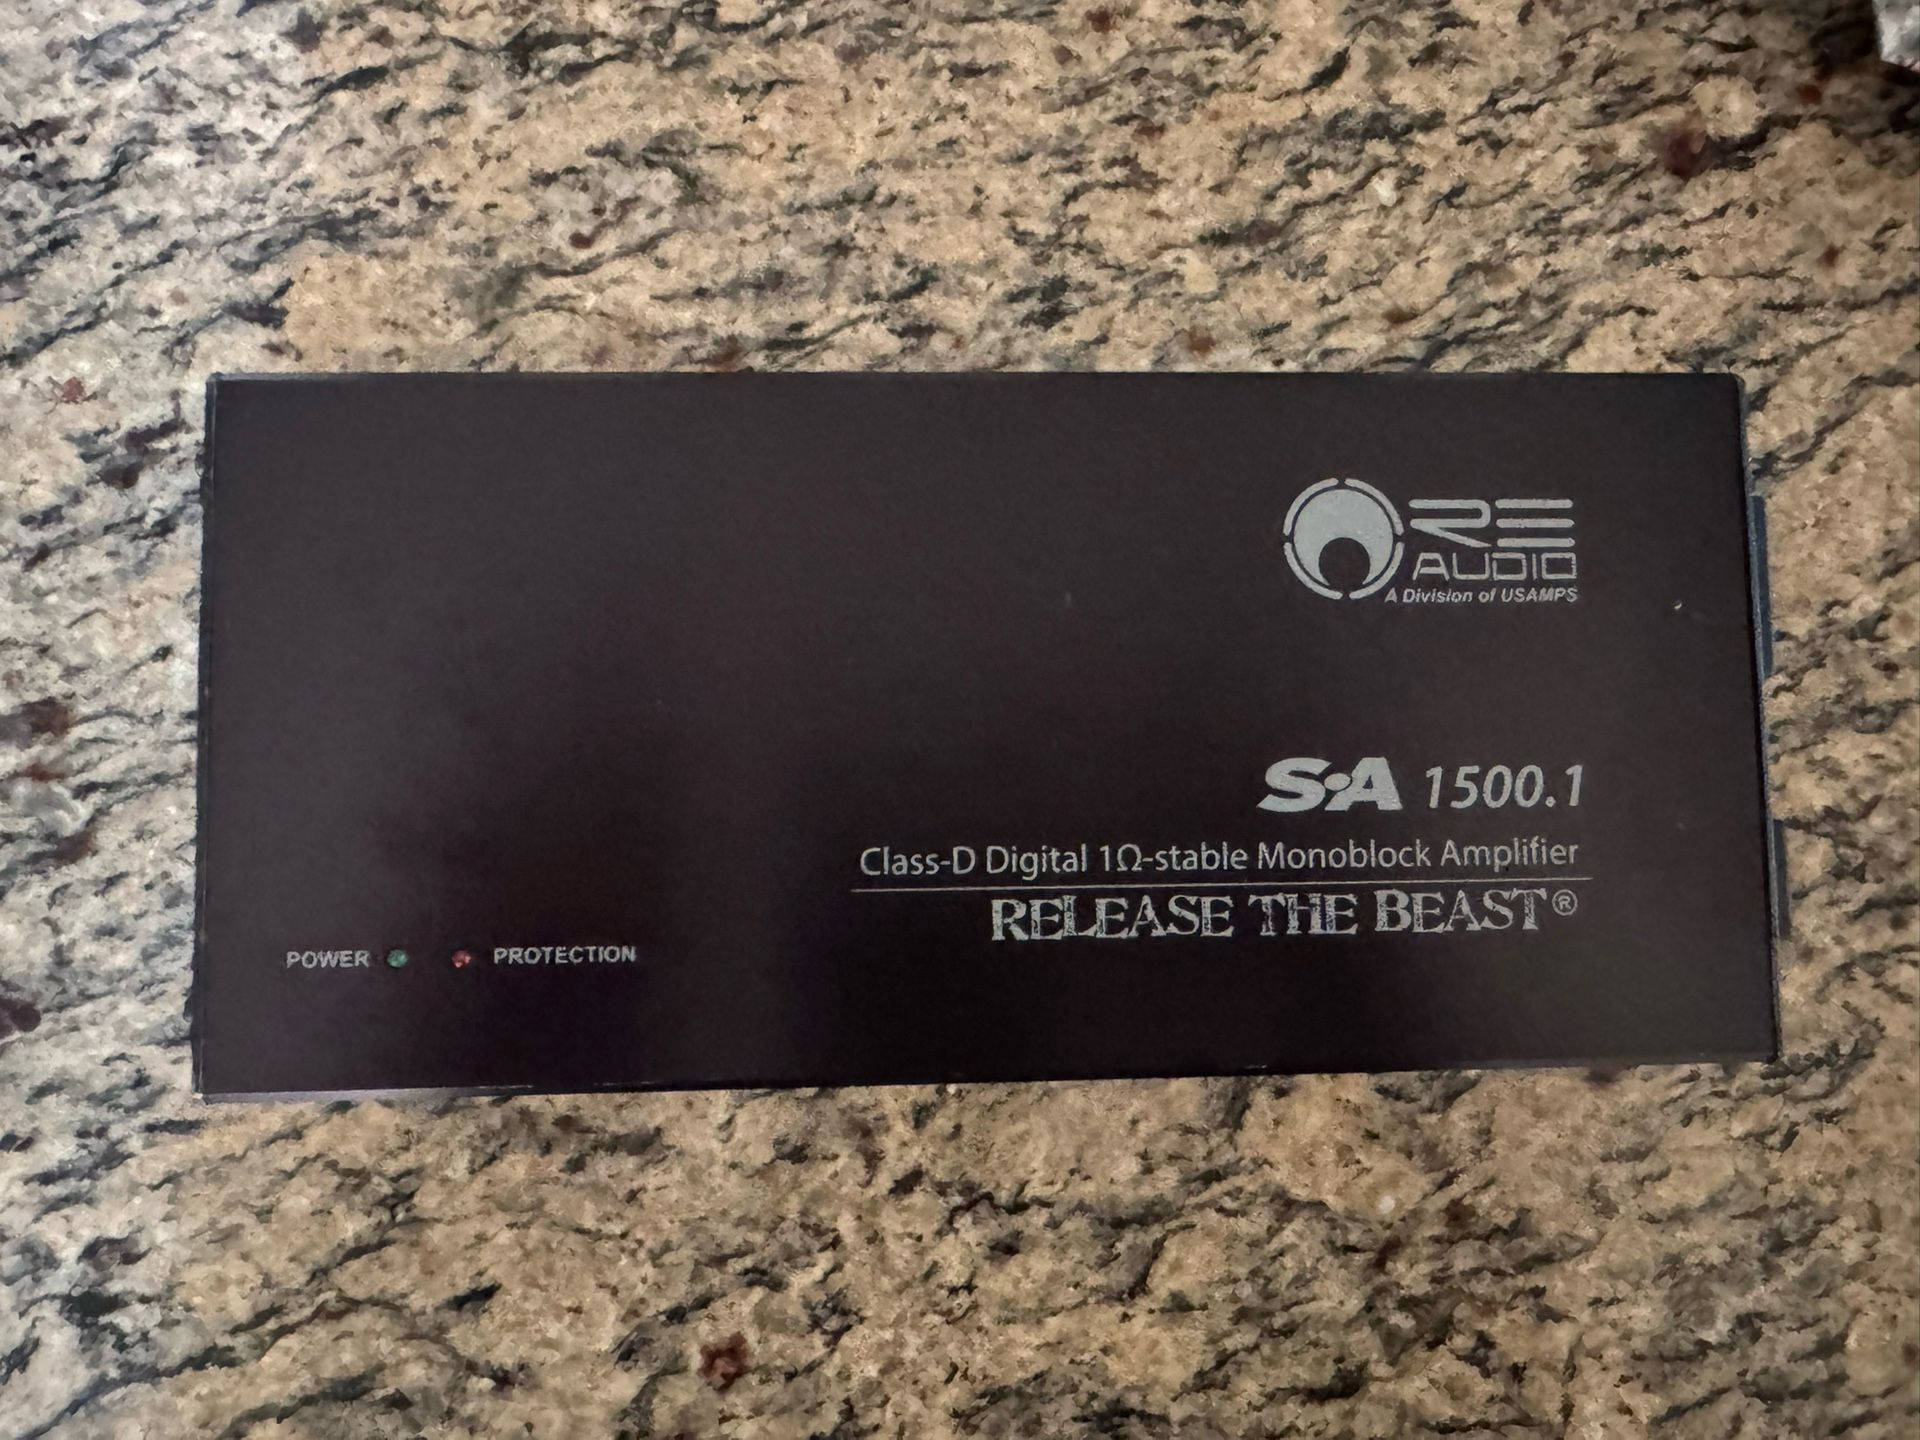 RE
AUDIO
A Division of USAMPS
S•A 1500.1
Class-D Digital 1Ω-stable Monoblock Amplifier
RELEASE THE BEAST®
POWER PROTECTION